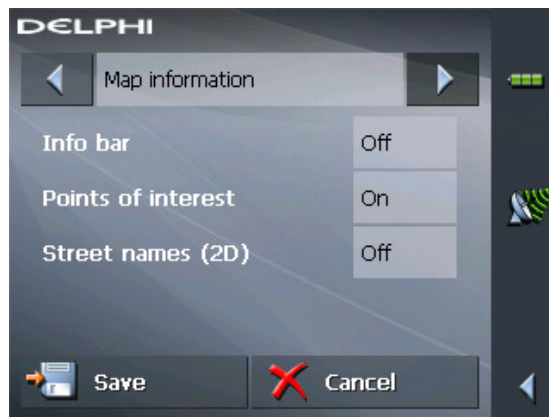 DELPHI
Map information
Info bar Off
Points of interest On
Street names (2D) Off
Save Cancel